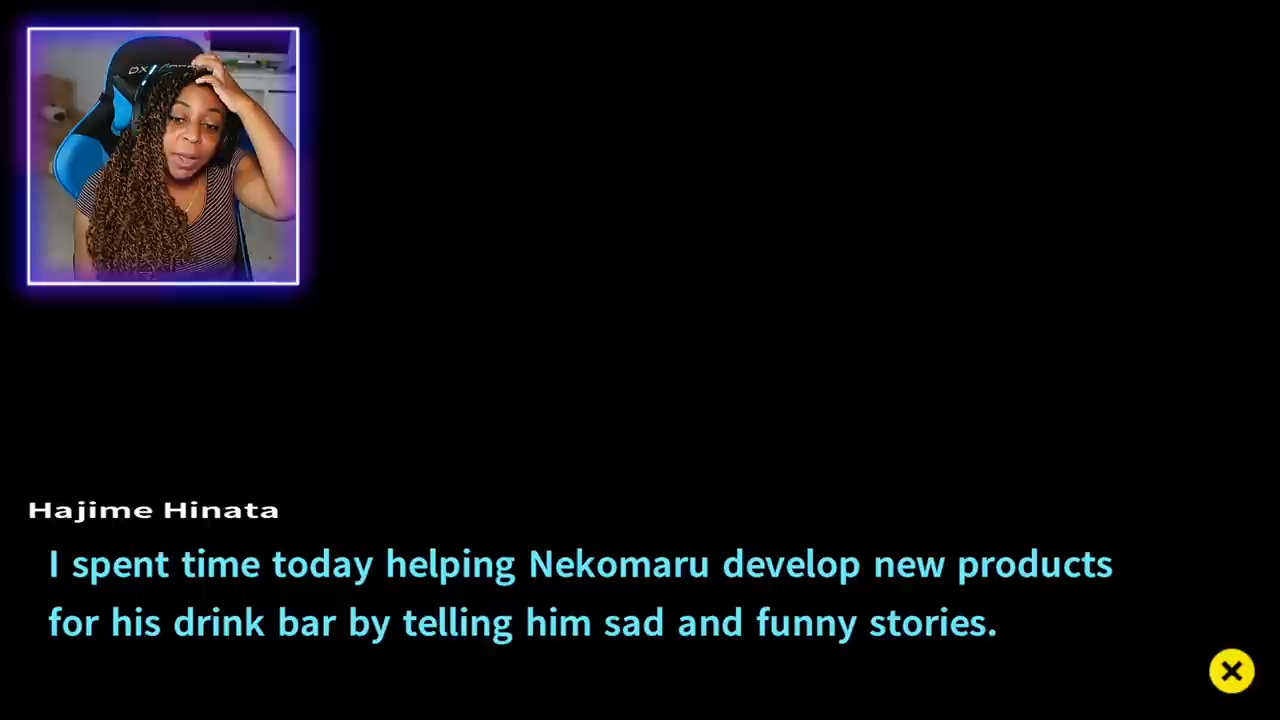 Hajime Hinata
I spent time today helping Nekomaru develop new products
for his drink bar by telling him sad and funny stories.